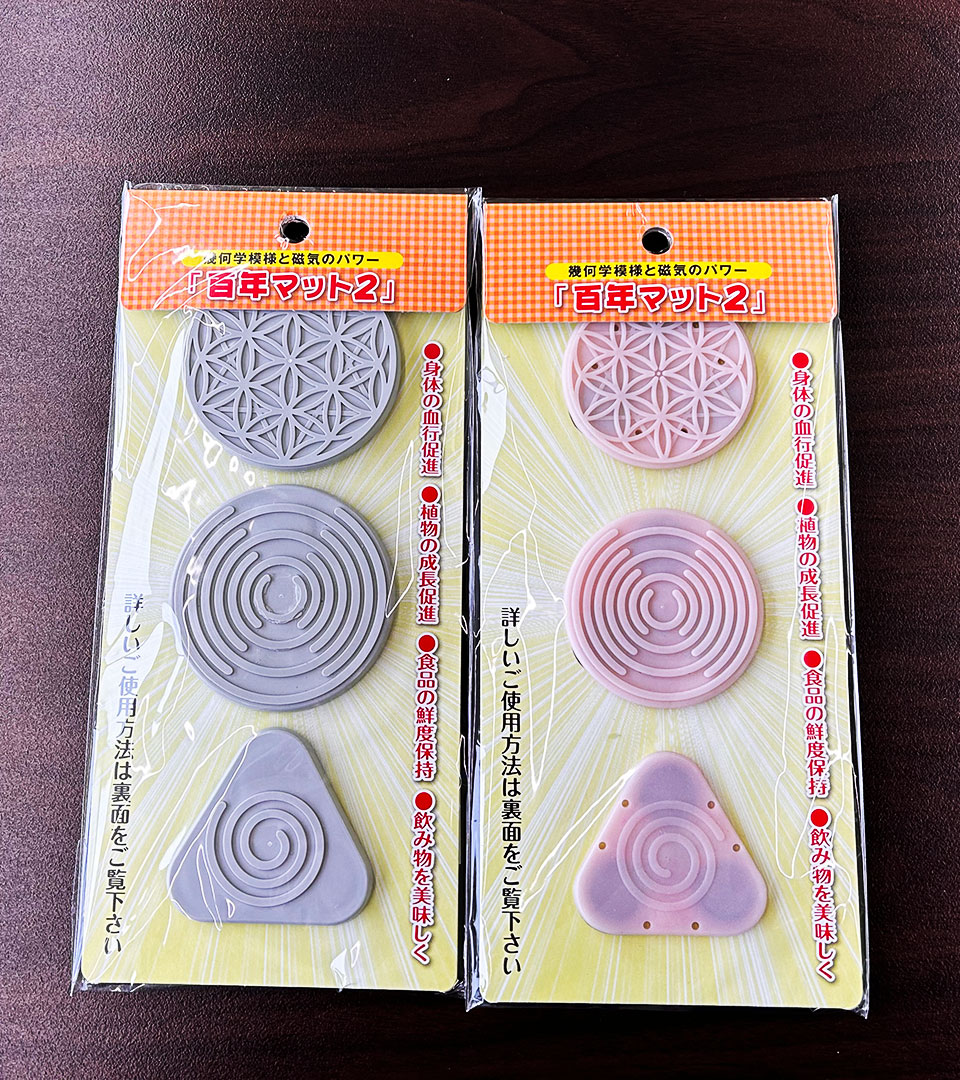 幾何学模様と磁気のパワー
「百年マット2」
●身体の血行促進
●植物の成長促進
●食品の鮮度保持
●飲み物を美味しく
詳しいご使用方法は裏面をご覧下さい
幾何学模様と磁気のパワー
「百年マット2」
●身体の血行促進
●植物の成長促進
●食品の鮮度保持
●飲み物を美味しく
詳しいご使用方法は裏面をご覧下さい